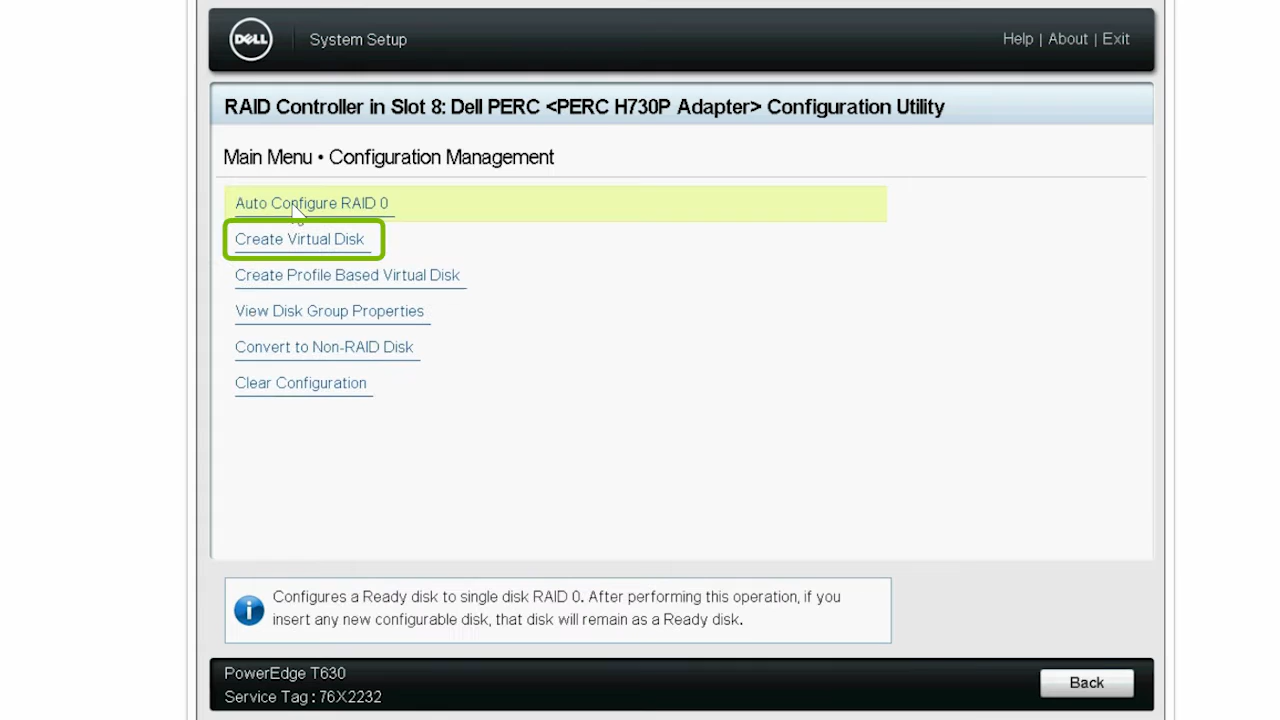 DELL
System Setup
Help | About | Exit
RAID Controller in Slot 8: Dell PERC <PERC H730P Adapter> Configuration Utility
Main Menu • Configuration Management
Auto Configure RAID 0
Create Virtual Disk
Create Profile Based Virtual Disk
View Disk Group Properties
Convert to Non-RAID Disk
Clear Configuration
Configures a Ready disk to single disk RAID 0. After performing this operation, if you
insert any new configurable disk, that disk will remain as a Ready disk.
PowerEdge T630
Service Tag : 76X2232
Back